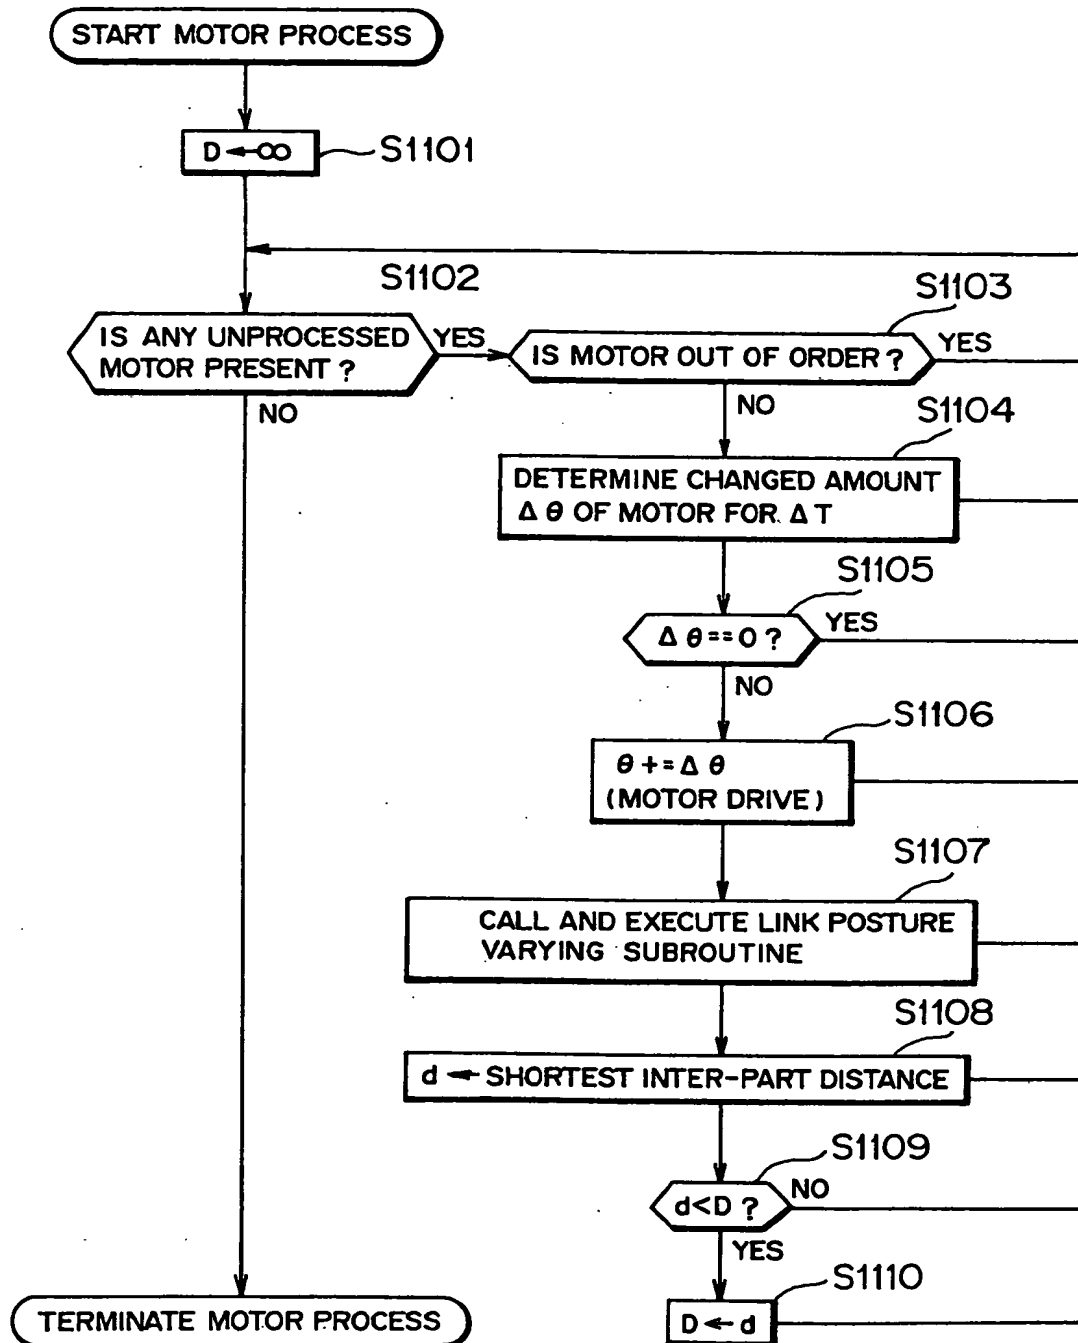 START MOTOR PROCESS
D ← ∞
S1101
S1102
IS ANY UNPROCESSED
MOTOR PRESENT ?
YES
NO
S1103
IS MOTOR OUT OF ORDER ?
YES
NO
S1104
DETERMINE CHANGED AMOUNT
Δ θ OF MOTOR FOR Δ T
S1105
Δ θ == 0 ?
YES
NO
S1106
θ += Δ θ
(MOTOR DRIVE)
S1107
CALL AND EXECUTE LINK POSTURE
VARYING SUBROUTINE
S1108
d ← SHORTEST INTER-PART DISTANCE
S1109
d < D ?
NO
YES
S1110
D ← d
TERMINATE MOTOR PROCESS